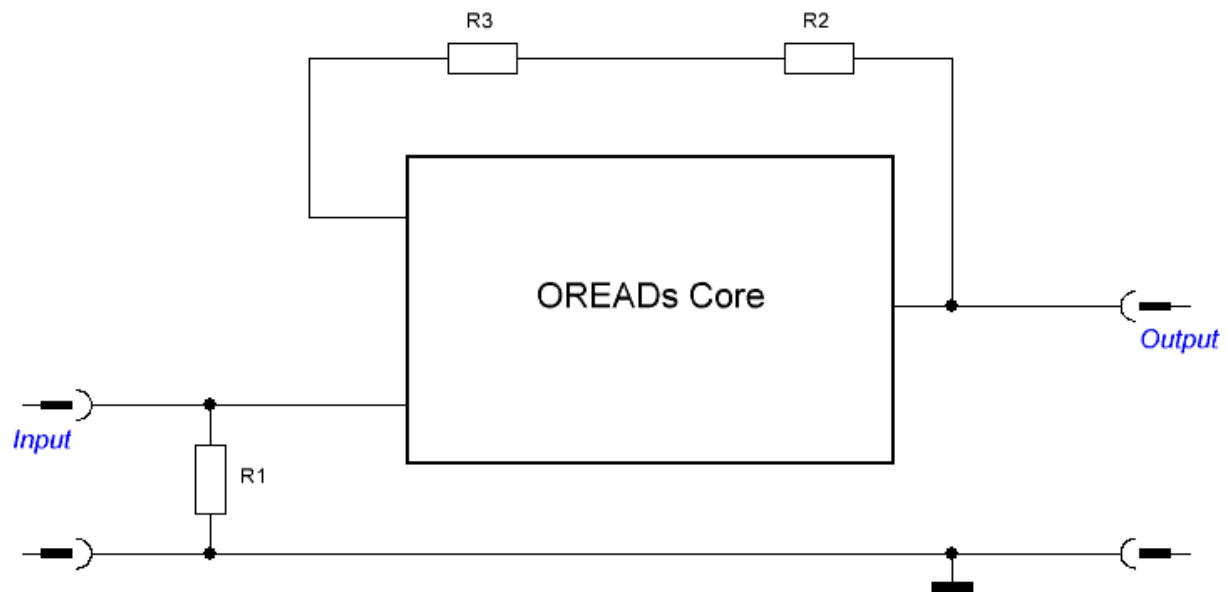 R3
R2
OREADs Core
Output
Input
R1